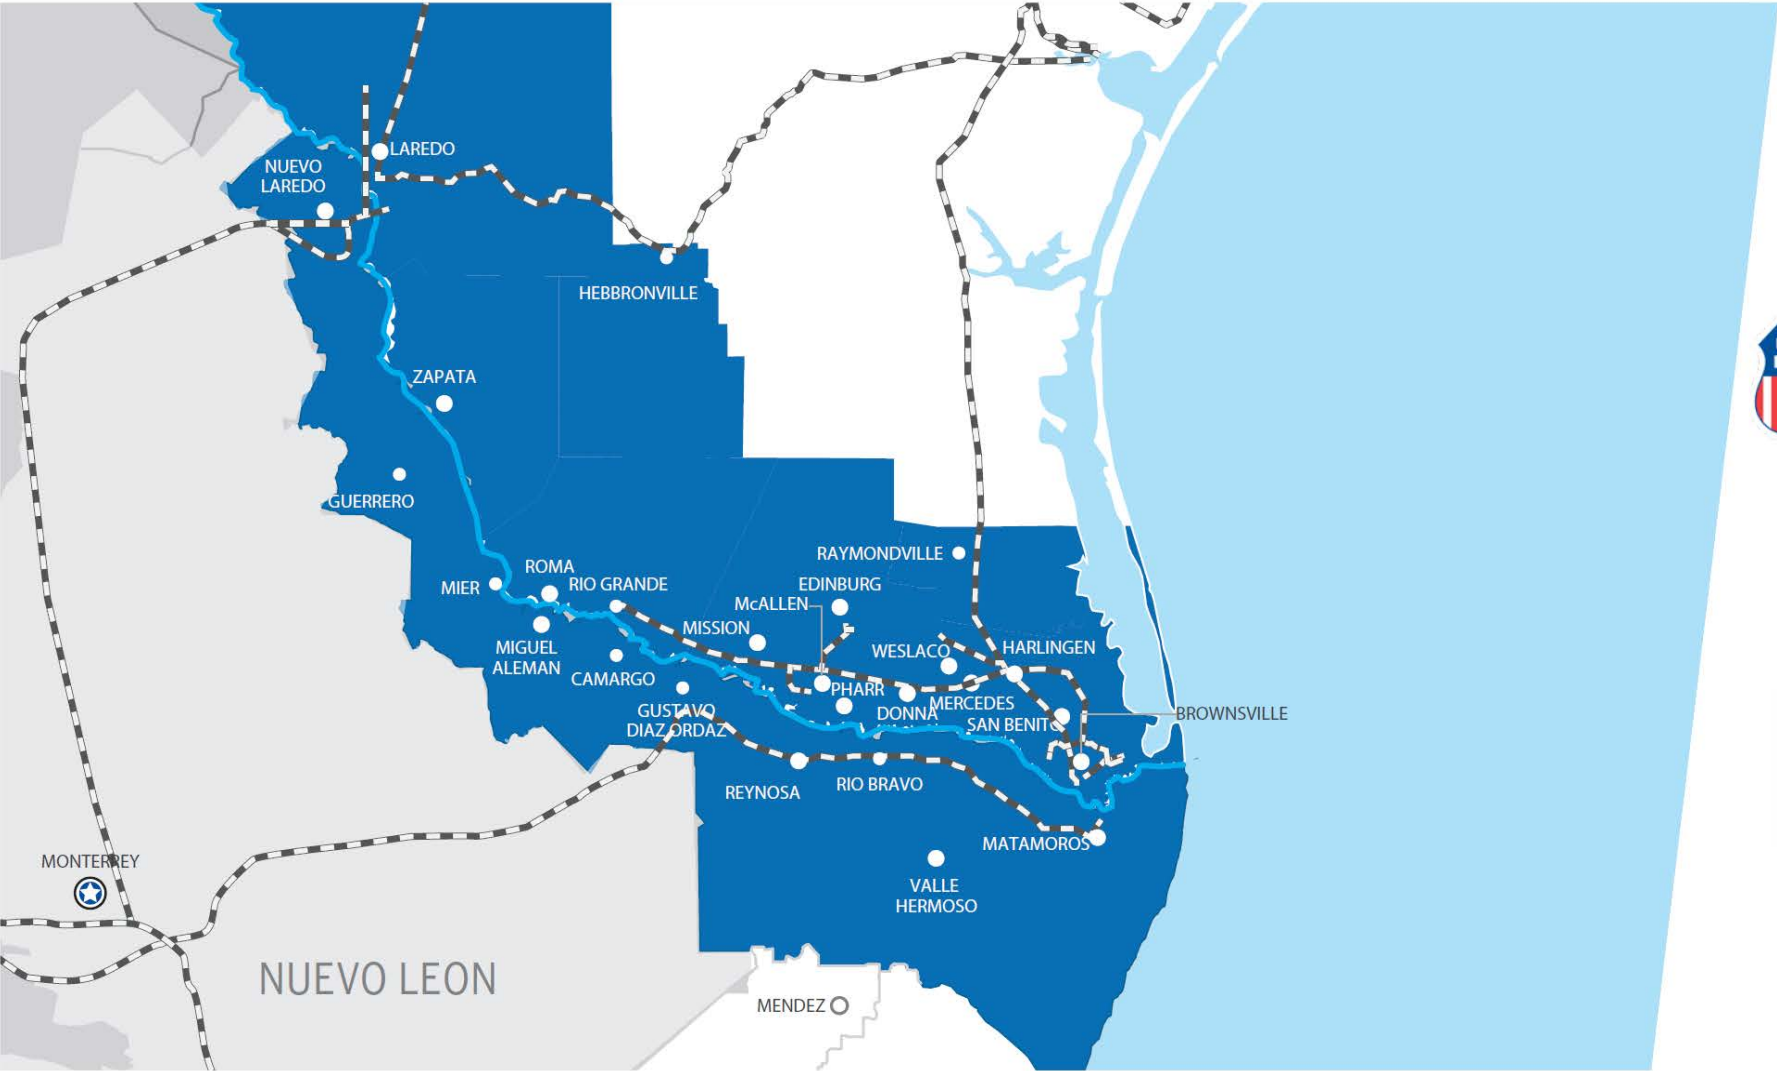 LAREDO
NUEVO
LAREDO
HEBBRONVILLE
ZAPATA
GUERRERO
RAYMONDVILLE
ROMA
MIER
RIO GRANDE
EDINBURG
McALLEN
MISSION
WESLACO
HARLINGEN
MIGUEL
ALEMAN
CAMARGO
PHARR
MERCEDES
GUSTAVO
DIAZ ORDAZ
DONNA
SAN BENITO
BROWNSVILLE
REYNOSA
RIO BRAVO
MATAMOROS
MONTERREY
VALLE
HERMOSO
NUEVO LEON
MENDEZ